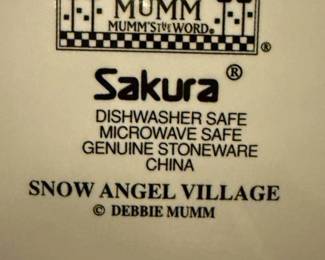 MUMM
MUMM'S THE WORD®
Sakura®
DISHWASHER SAFE
MICROWAVE SAFE
GENUINE STONEWARE
CHINA
SNOW ANGEL VILLAGE
© DEBBIE MUMM